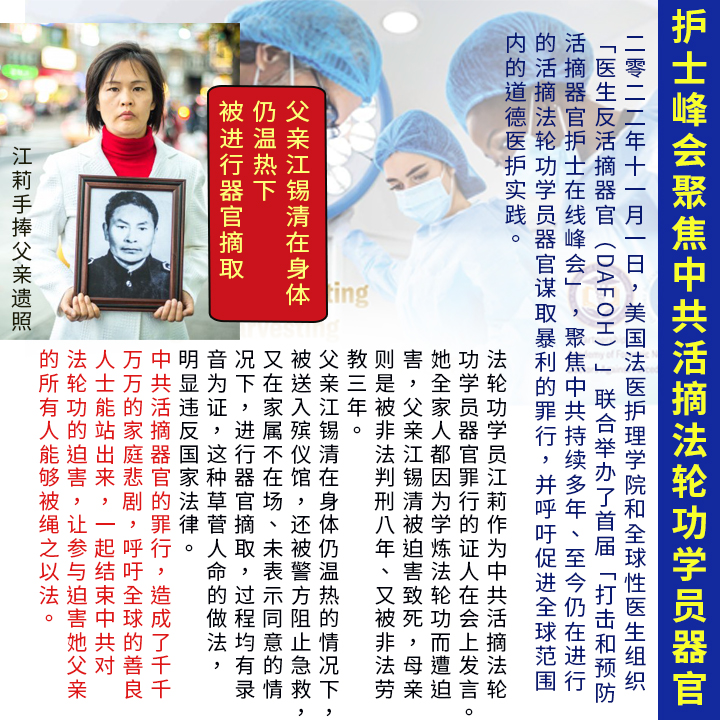 护士峰会聚焦中共活摘法轮功学员器官
二零二二年十一月一日，美国法医护理学院和全球性医生组织
「医生反活摘器官（DAFOH）」联合举办了首届「打击和预防
活摘器官护士在线峰会」，聚焦中共持续多年、至今仍在进行
的活摘法轮功学员器官谋取暴利的罪行，并呼吁促进全球范围
内的道德医护实践。
父亲江锡清在身体
仍温热下
被进行器官摘取
江莉手捧父亲遗照
法轮功学员江莉作为中共活摘法轮
功学员器官罪行的证人在会上发言。
她全家人都因为学炼法轮功而遭迫
害，父亲江锡清被迫害致死，母亲
则是被非法判刑八年、又被非法劳
教三年。
父亲江锡清在身体仍温热的情况下，
被送入殡仪馆，还被警方阻止急救，
又在家属不在场、未表示同意的情
况下，进行器官摘取，过程均有录
音为证，这种草菅人命的做法，
明显违反国家法律。
中共活摘器官的罪行，造成了千千
万万的家庭悲剧，呼吁全球的善良
人士能站出来，一起结束中共对
法轮功的迫害，让参与迫害她父亲
的所有人能够被绳之以法。